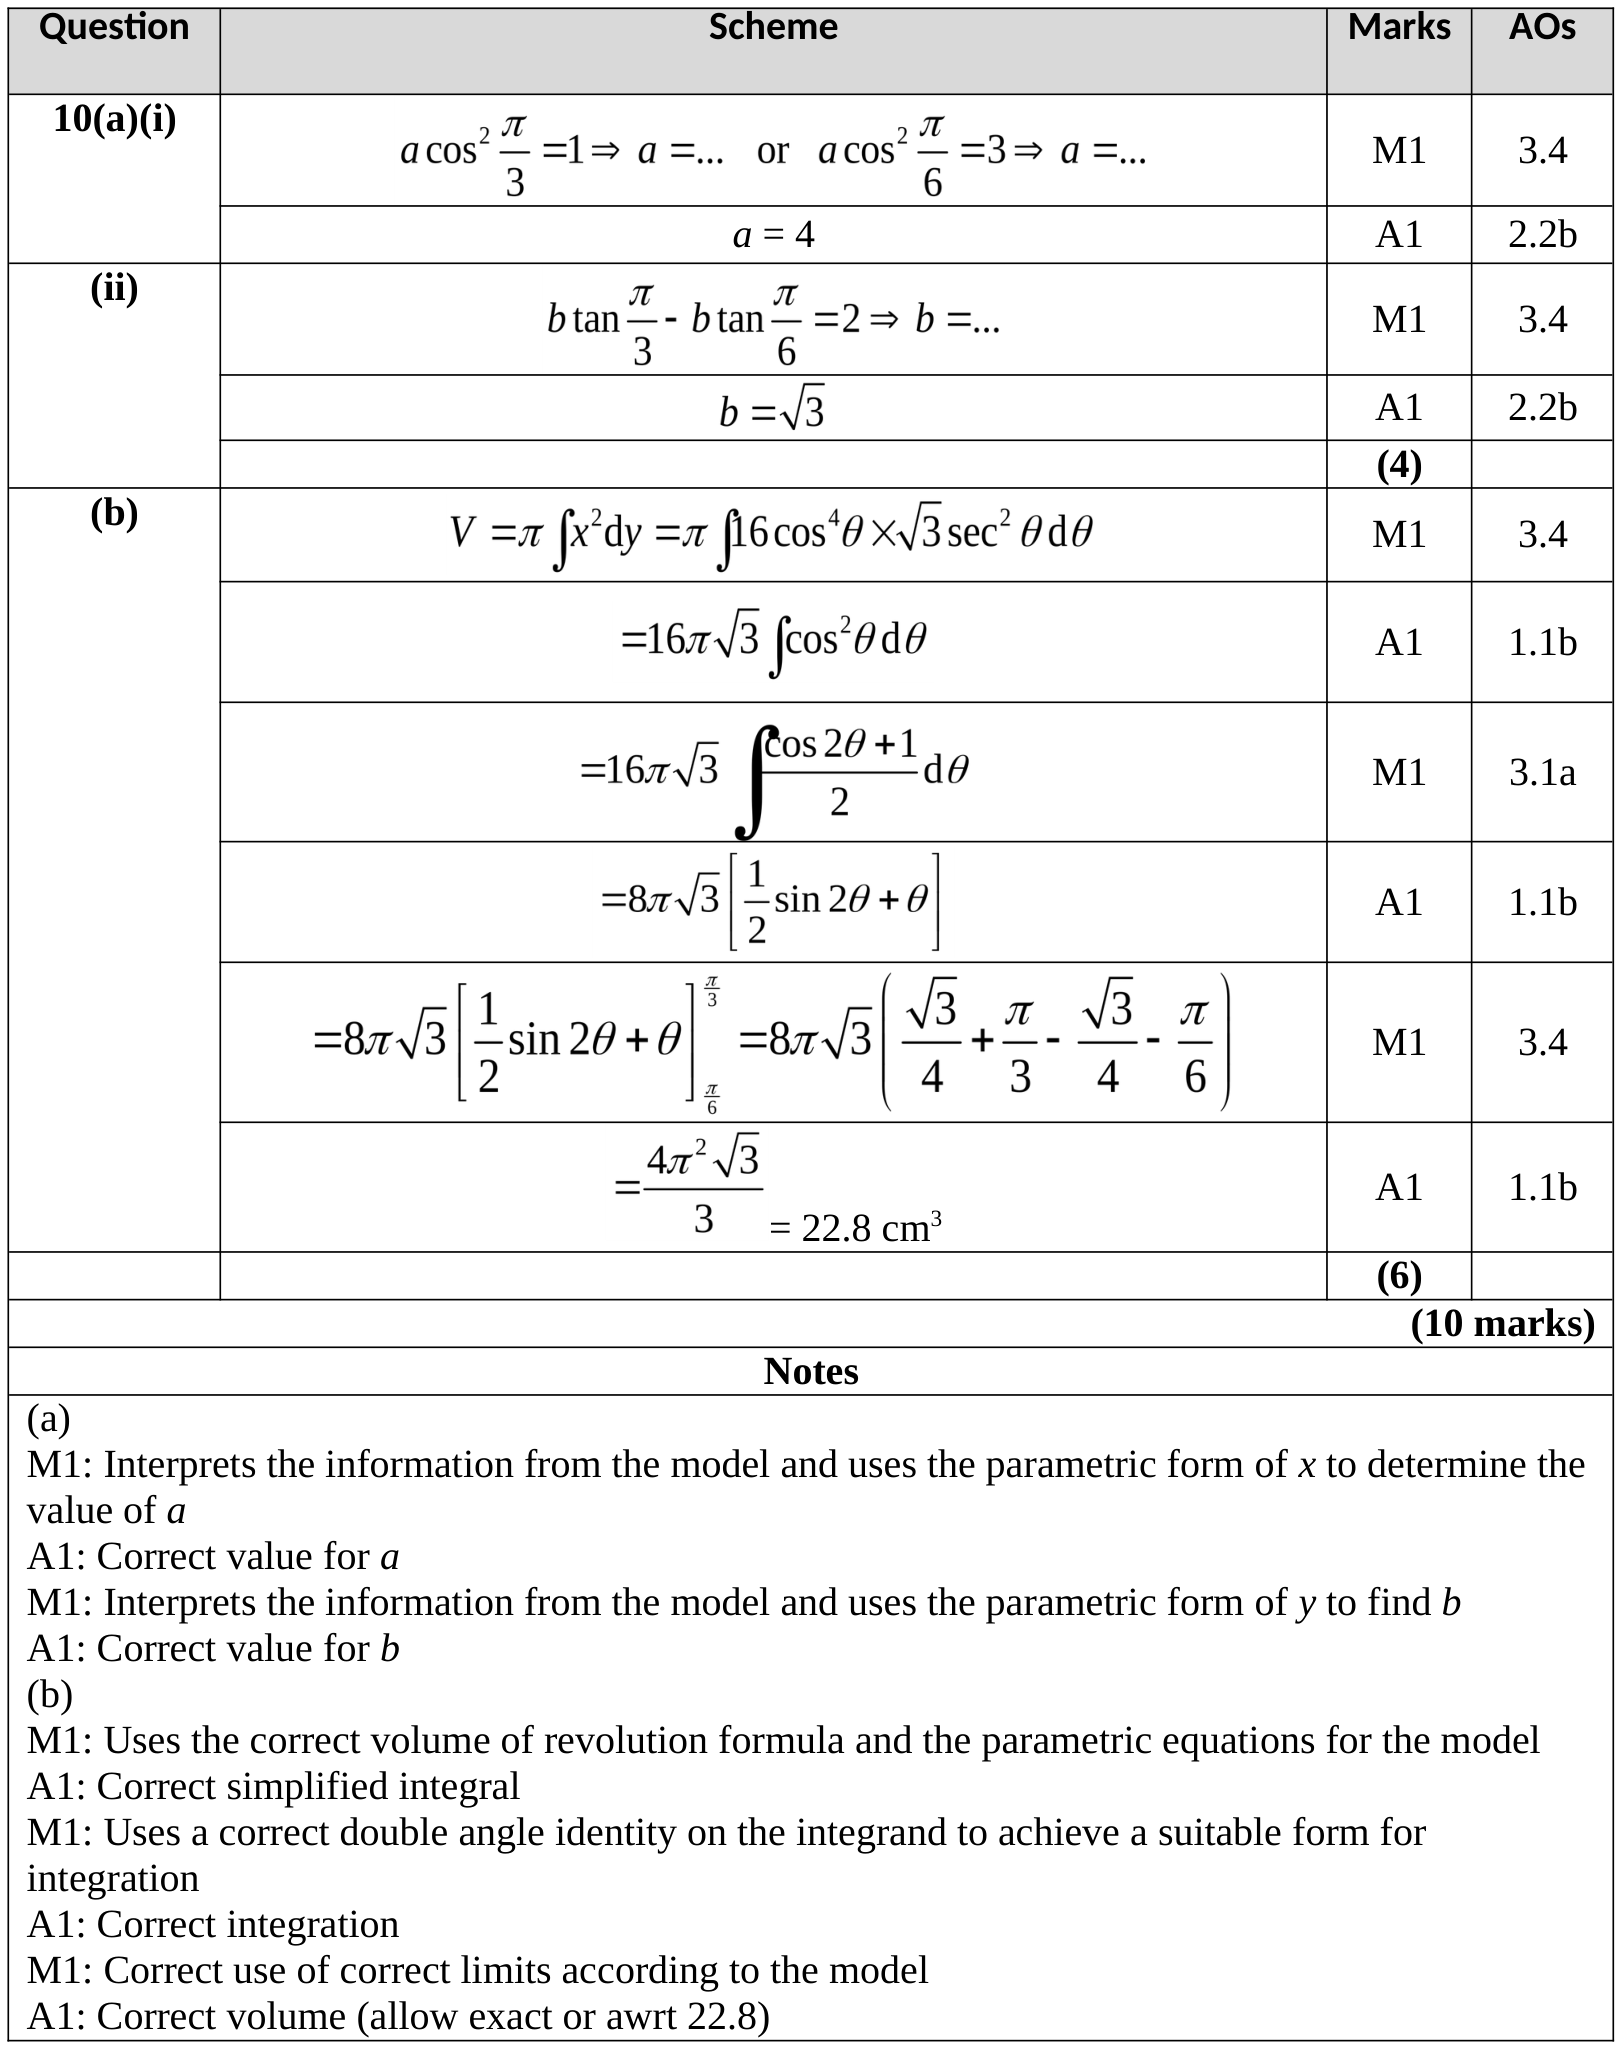 Question Scheme Marks AOs
10(a)(i) a cos² π/3 =1⇒ a =... or a cos² π/6 =3⇒ a =... M1 3.4
a = 4 A1 2.2b
(ii) b tan π/3 - b tan π/6 =2⇒ b =... M1 3.4
b =√3 A1 2.2b
(4)
(b) V =π ∫x²dy =π ∫16cos⁴θ ×√3 sec² θ dθ M1 3.4
=16π√3 ∫cos²θ dθ A1 1.1b
=16π√3 ∫(cos 2θ +1)/2 dθ M1 3.1a
=8π√3 [1/2 sin 2θ + θ] A1 1.1b
=8π√3 [1/2 sin 2θ + θ]_{π/6}^{π/3} =8π√3 (√3/4 + π/3 - √3/4 - π/6) M1 3.4
=4π²√3/3 = 22.8 cm³ A1 1.1b
(6)
(10 marks)
Notes
(a)
M1: Interprets the information from the model and uses the parametric form of x to determine the
value of a
A1: Correct value for a
M1: Interprets the information from the model and uses the parametric form of y to find b
A1: Correct value for b
(b)
M1: Uses the correct volume of revolution formula and the parametric equations for the model
A1: Correct simplified integral
M1: Uses a correct double angle identity on the integrand to achieve a suitable form for
integration
A1: Correct integration
M1: Correct use of correct limits according to the model
A1: Correct volume (allow exact or awrt 22.8)